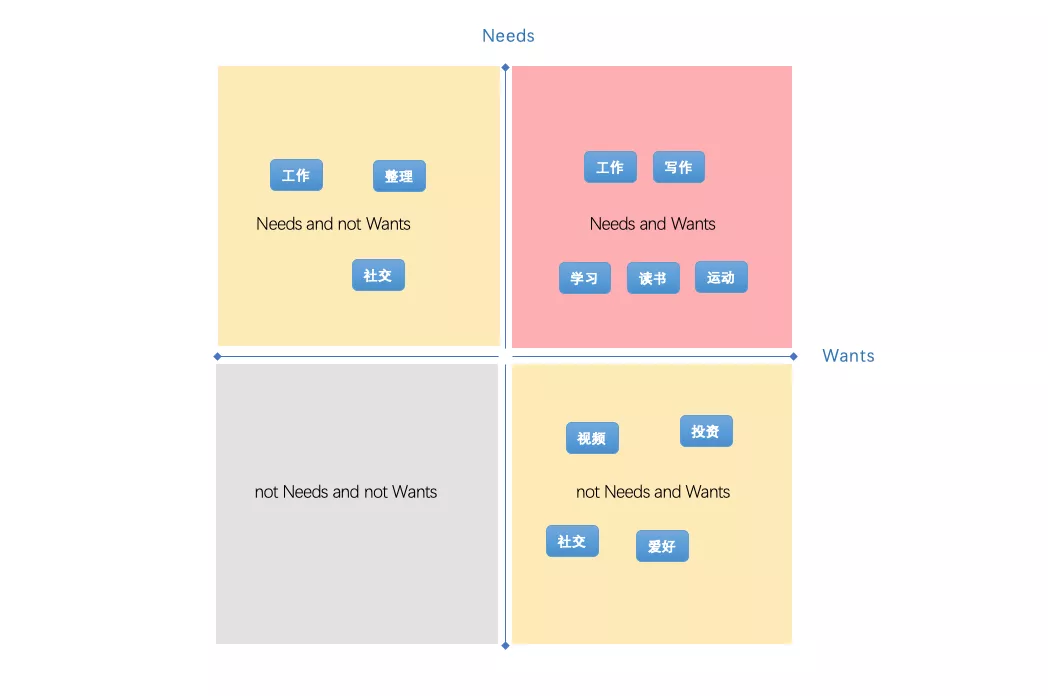 Needs
工作
整理
Needs and not Wants
社交
工作
写作
Needs and Wants
学习
读书
运动
Wants
not Needs and not Wants
视频
投资
not Needs and Wants
社交
爱好